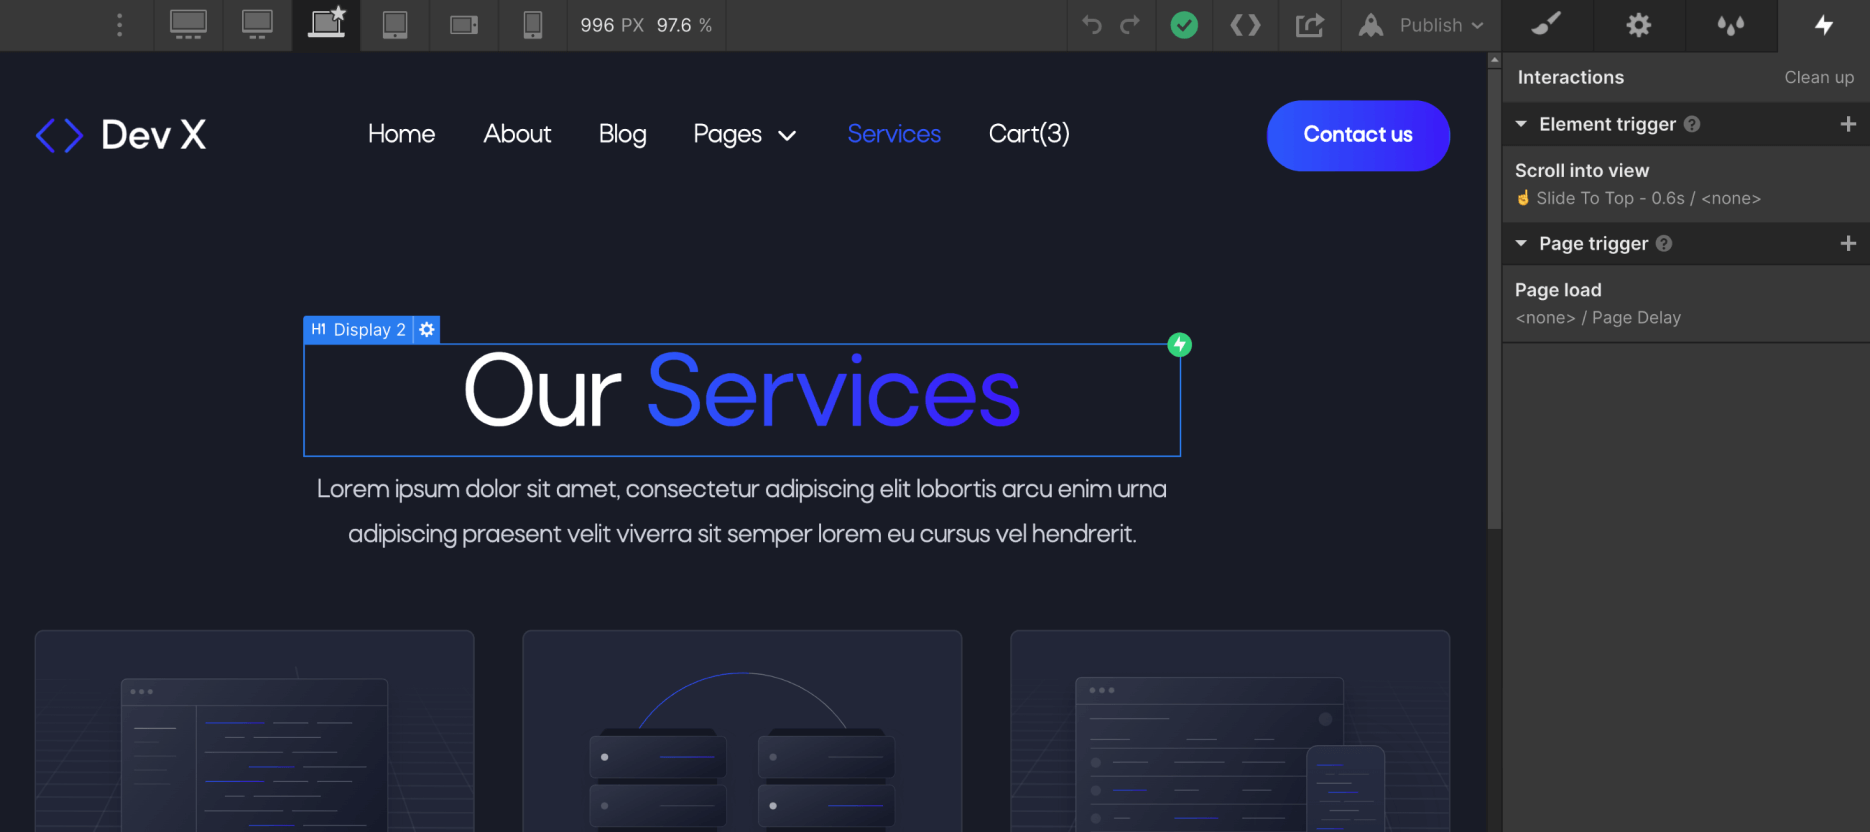 996 PX 97.6 %
Publish
Interactions
Clean up
Element trigger ?
Scroll into view
Slide To Top - 0.6s / <none>
Page trigger ?
Page load
<none> / Page Delay
<> Dev X
Home
About
Blog
Pages
Services
Cart(3)
Contact us
H1 Display 2
Our Services
Lorem ipsum dolor sit amet, consectetur adipiscing elit lobortis arcu enim urna
adipiscing praesent velit viverra sit semper lorem eu cursus vel hendrerit.